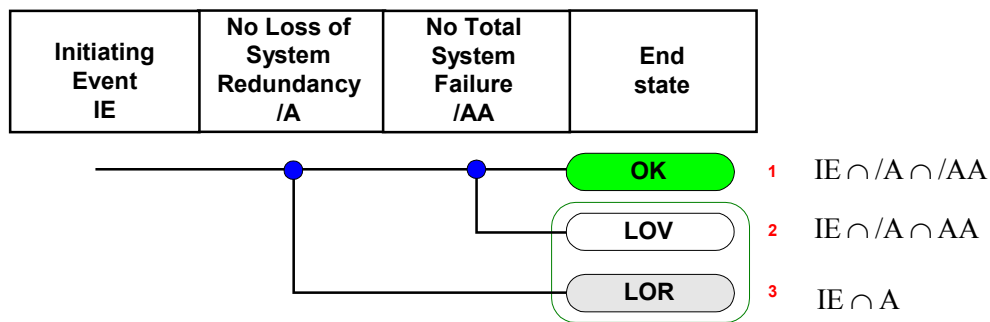 Initiating
Event
IE
No Loss of
System
Redundancy
/A
No Total
System
Failure
/AA
End
state
OK
1
IE ∩ /A ∩ /AA
LOV
2
IE ∩ /A ∩ AA
LOR
3
IE ∩ A